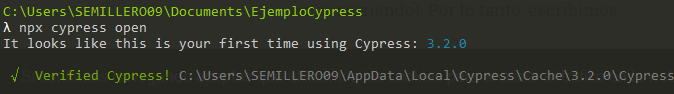 C:\Users\SEMILLERO09\Documents\EjemploCypress
λ npx cypress open
It looks like this is your first time using Cypress: 3.2.0
√ Verified Cypress! C:\Users\SEMILLERO09\AppData\Local\Cypress\Cache\3.2.0\Cypress